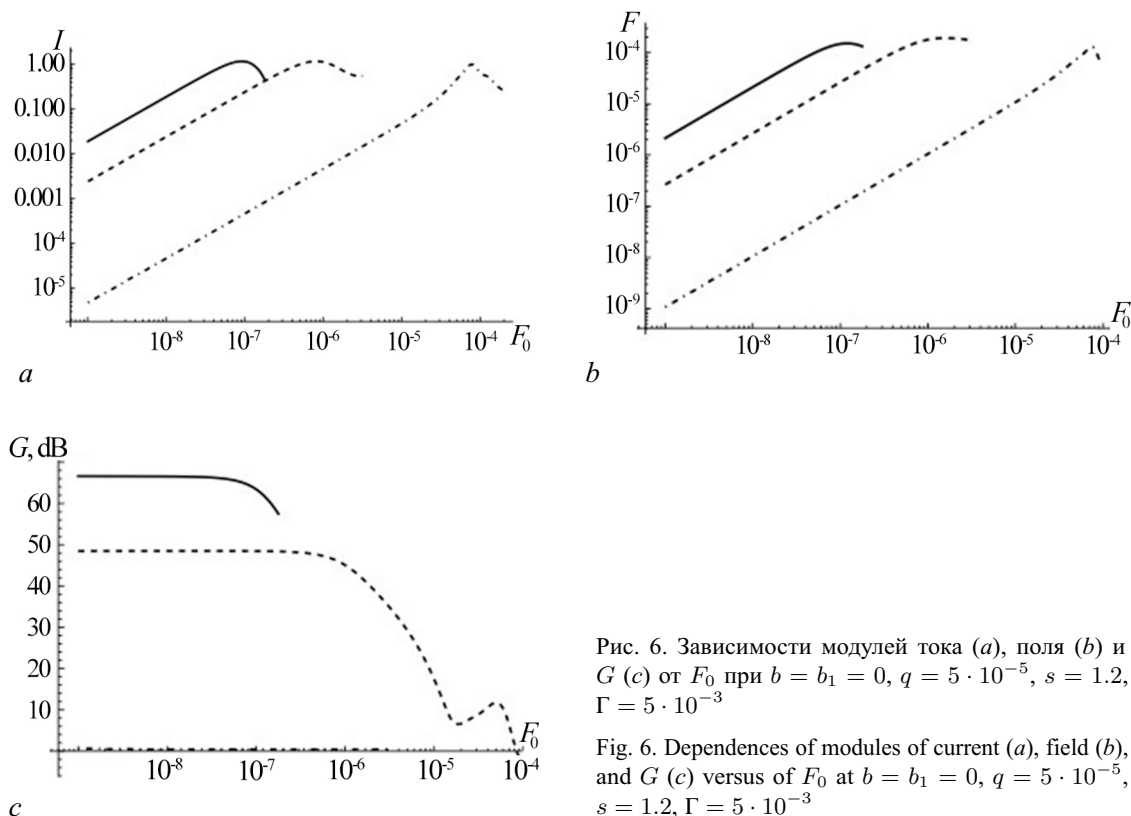 I
1.00
0.100
0.010
0.001
10⁻⁴
10⁻⁵
10⁻⁸ 10⁻⁷ 10⁻⁶ 10⁻⁵ 10⁻⁴ F₀
a
F
10⁻⁴
10⁻⁵
10⁻⁶
10⁻⁷
10⁻⁸
10⁻⁹
10⁻⁸ 10⁻⁷ 10⁻⁶ 10⁻⁵ 10⁻⁴
F₀
b
G, dB
60
50
40
30
20
10
F₀
10⁻⁸ 10⁻⁷ 10⁻⁶ 10⁻⁵ 10⁻⁴
c
Рис. 6. Зависимости модулей тока (a), поля (b) и
G (c) от F₀ при b = b₁ = 0, q = 5 · 10⁻⁵, s = 1.2,
Γ = 5 · 10⁻³
Fig. 6. Dependences of modules of current (a), field (b),
and G (c) versus of F₀ at b = b₁ = 0, q = 5 · 10⁻⁵,
s = 1.2, Γ = 5 · 10⁻³